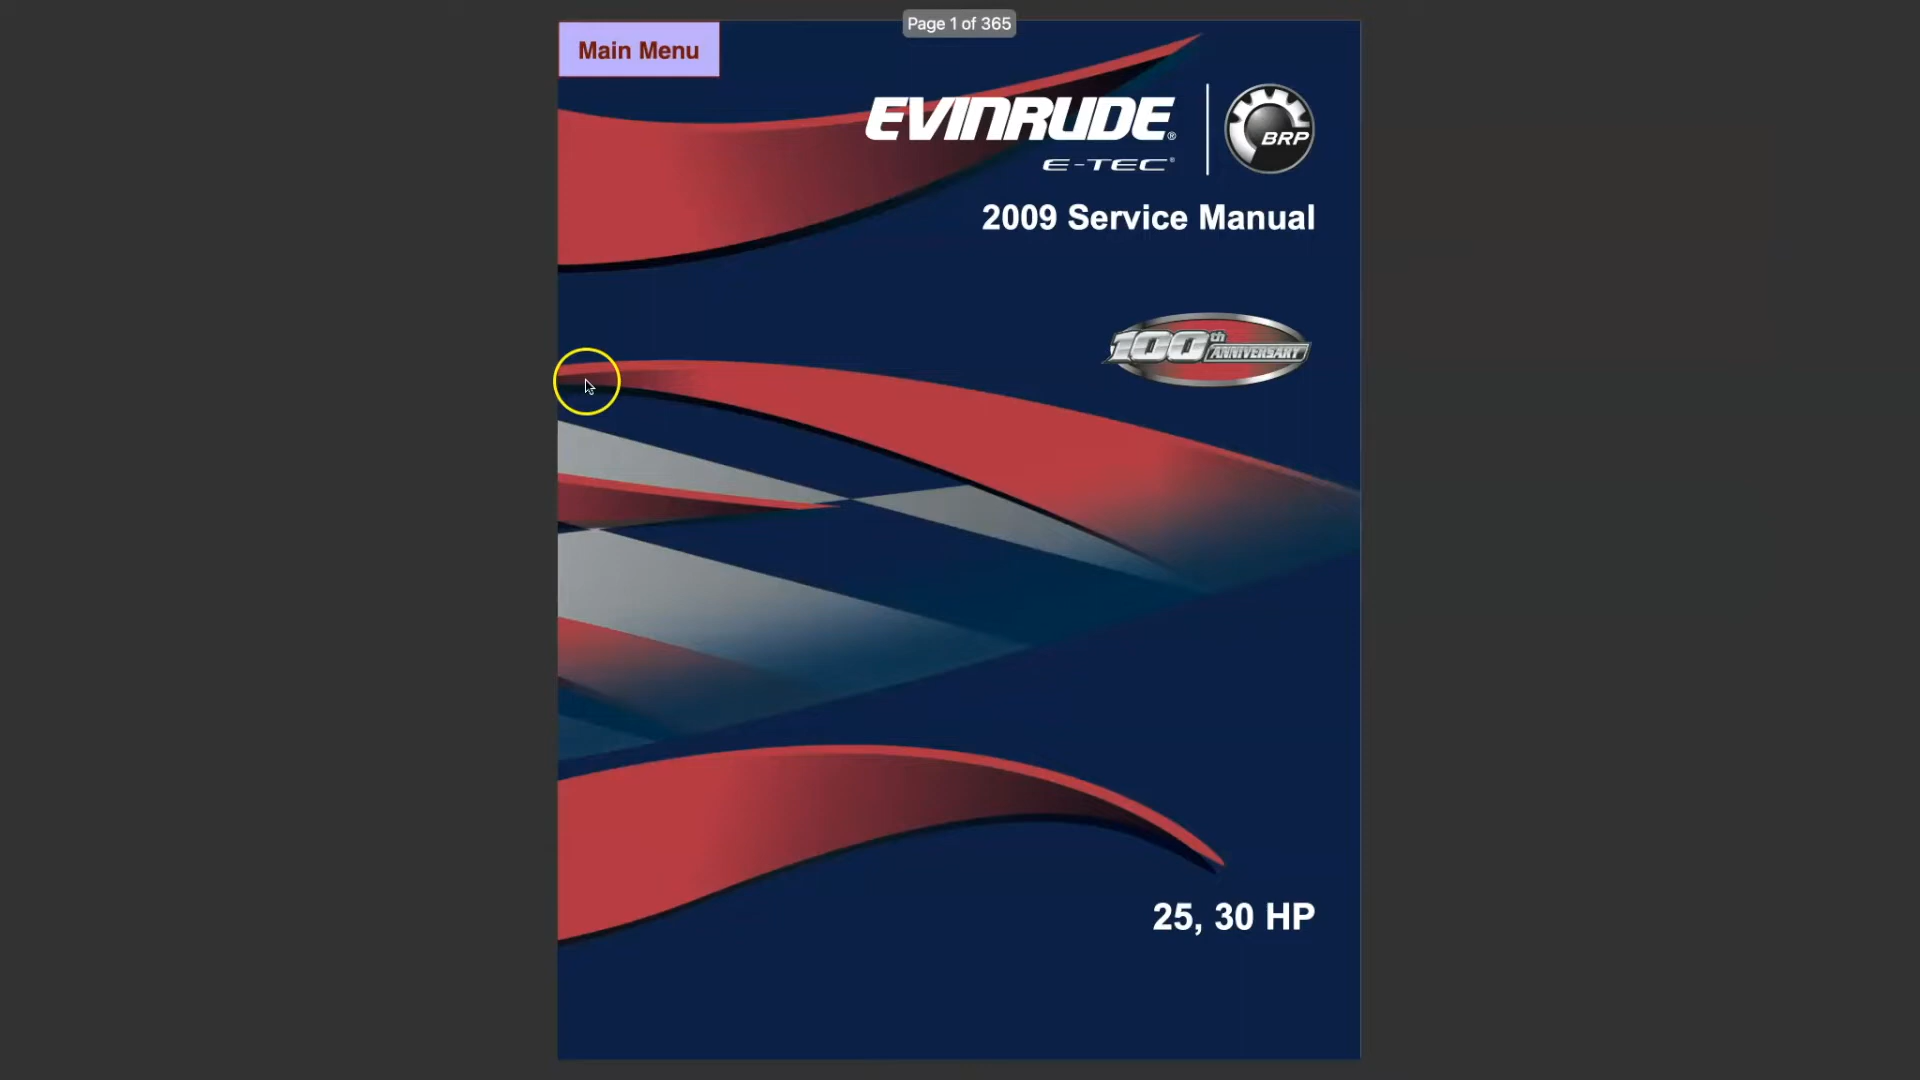 Page 1 of 365
Main Menu
EVINRUDE®
BRP
E-TEC®
2009 Service Manual
100th ANNIVERSARY
25, 30 HP